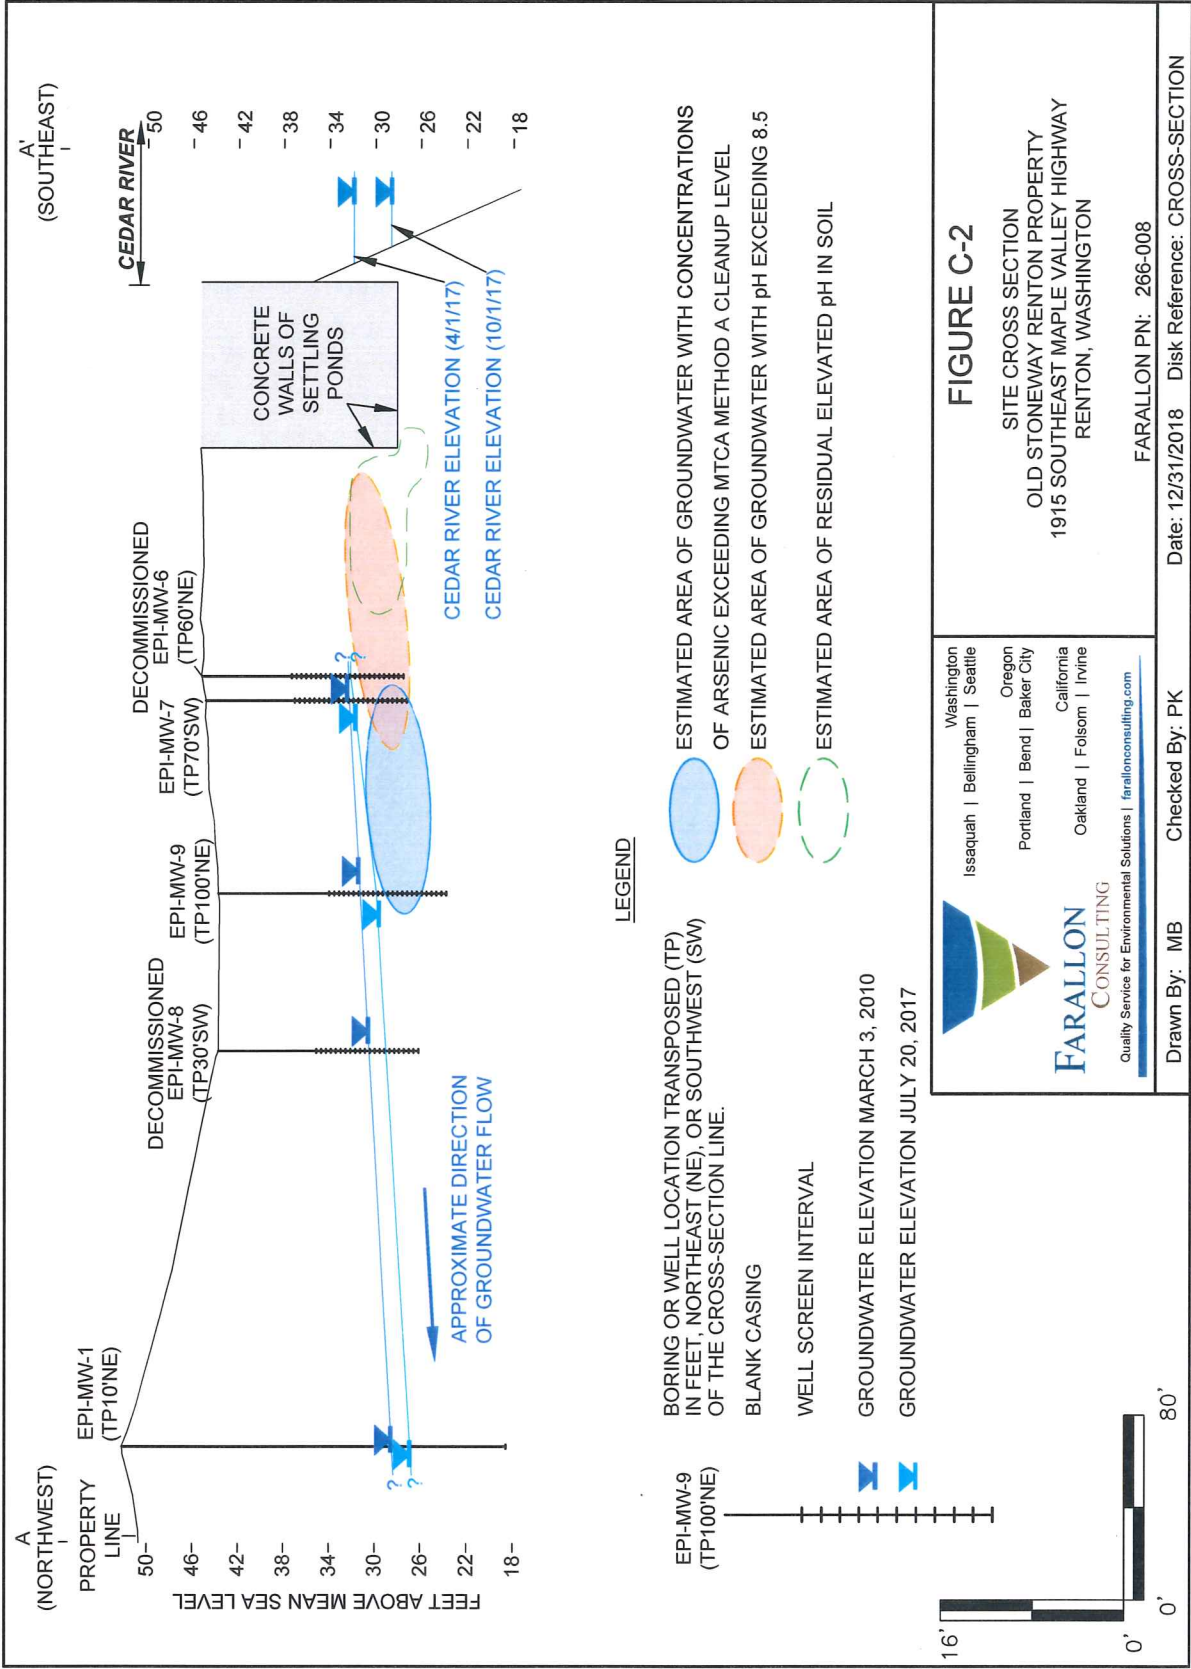 A
(NORTHWEST)
PROPERTY
LINE
EPI-MW-1
(TP10'NE)
DECOMMISSIONED
EPI-MW-8
(TP30'SW)
EPI-MW-9
(TP100'NE)
EPI-MW-7
(TP70'SW)
DECOMMISSIONED
EPI-MW-6
(TP60'NE)
A'
(SOUTHEAST)
CEDAR RIVER
CONCRETE
WALLS OF
SETTLING
PONDS
FEET ABOVE MEAN SEA LEVEL
50-
46-
42-
38-
34-
30-
26-
22-
18-
-50
-46
-42
-38
-34
-30
-26
-22
-18
?
?
?
?
APPROXIMATE DIRECTION
OF GROUNDWATER FLOW
CEDAR RIVER ELEVATION (4/1/17)
CEDAR RIVER ELEVATION (10/1/17)
LEGEND
EPI-MW-9
(TP100'NE)
BORING OR WELL LOCATION TRANSPOSED (TP)
IN FEET, NORTHEAST (NE), OR SOUTHWEST (SW)
OF THE CROSS-SECTION LINE.
BLANK CASING
WELL SCREEN INTERVAL
GROUNDWATER ELEVATION MARCH 3, 2010
GROUNDWATER ELEVATION JULY 20, 2017
ESTIMATED AREA OF GROUNDWATER WITH CONCENTRATIONS
OF ARSENIC EXCEEDING MTCA METHOD A CLEANUP LEVEL
ESTIMATED AREA OF GROUNDWATER WITH pH EXCEEDING 8.5
ESTIMATED AREA OF RESIDUAL ELEVATED pH IN SOIL
16'
0'
0'
80'
FARALLON
CONSULTING
Quality Service for Environmental Solutions | farallonconsulting.com
Washington
Issaquah | Bellingham | Seattle
Oregon
Portland | Bend | Baker City
California
Oakland | Folsom | Irvine
FIGURE C-2
SITE CROSS SECTION
OLD STONEWAY RENTON PROPERTY
1915 SOUTHEAST MAPLE VALLEY HIGHWAY
RENTON, WASHINGTON
FARALLON PN: 266-008
Drawn By: MB
Checked By: PK
Date: 12/31/2018
Disk Reference: CROSS-SECTION